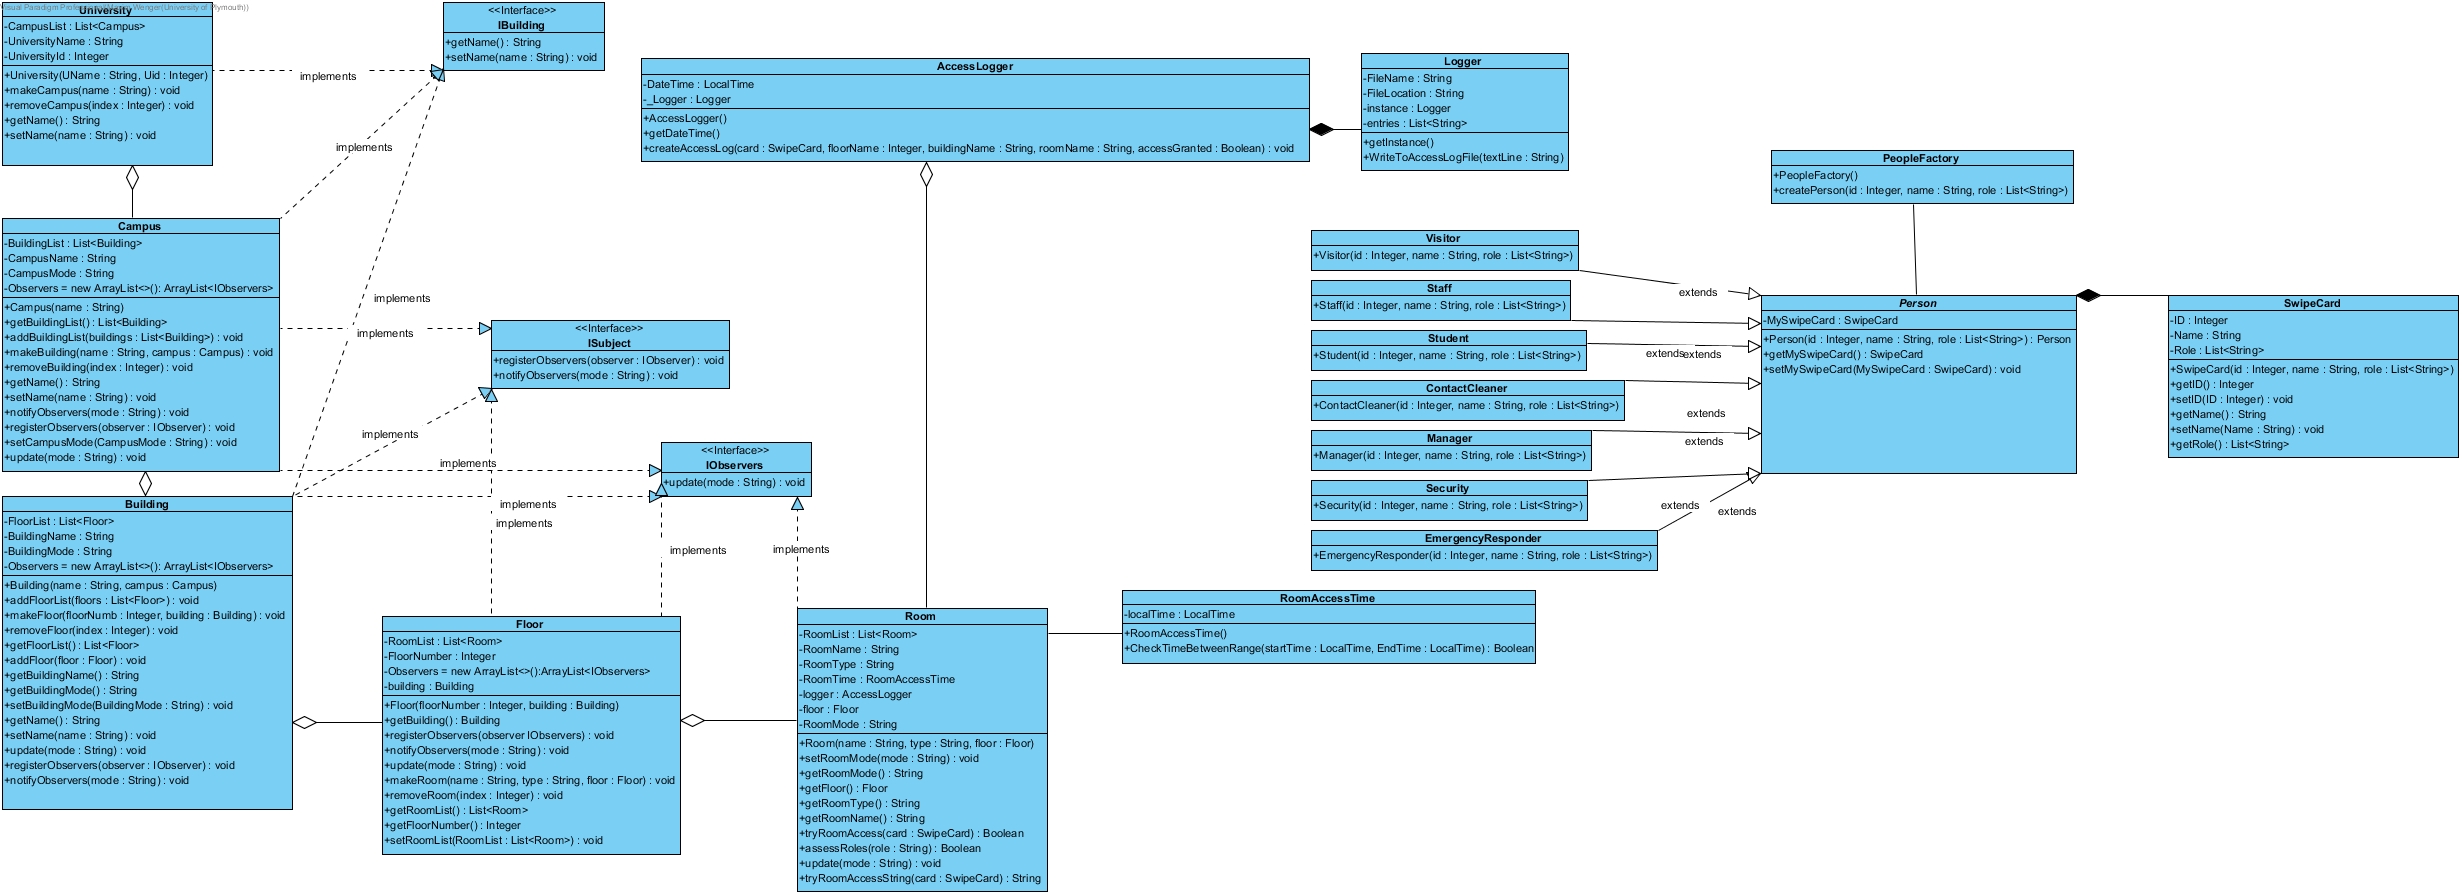 Visual Paradigm Professional Wenger(University of Plymouth))
University
-CampusList : List<Campus>
-UniversityName : String
-UniversityId : Integer
+University(UName : String, Uid : Integer)
+makeCampus(name : String) : void
+removeCampus(index : Integer) : void
+getName() : String
+setName(name : String) : void
<<Interface>>
IBuilding
+getName() : String
+setName(name : String) : void
implements
implements
implements
Campus
-BuildingList : List<Building>
-CampusName : String
-CampusMode : String
-Observers = new ArrayList<>(): ArrayList<IObservers>
+Campus(name : String)
+getBuildingList() : List<Building>
+addBuildingList(buildings : List<Building>) : void
+makeBuilding(name : String, campus : Campus) : void
+removeBuilding(index : Integer) : void
+getName() : String
+setName(name : String) : void
+notifyObservers(mode : String) : void
+registerObservers(observer : IObserver) : void
+setCampusMode(CampusMode : String) : void
+update(mode : String) : void
implements
<<Interface>>
ISubject
+registerObservers(observer : IObserver) : void
+notifyObservers(mode : String) : void
implements
implements
<<Interface>>
IObservers
+update(mode : String) : void
implements
implements
implements
implements
Building
-FloorList : List<Floor>
-BuildingName : String
-BuildingMode : String
-Observers = new ArrayList<>(): ArrayList<IObservers>
+Building(name : String, campus : Campus)
+addFloorList(floors : List<Floor>) : void
+makeFloor(floorNumb : Integer, building : Building) : void
+removeFloor(index : Integer) : void
+getFloorList() : List<Floor>
+addFloor(floor : Floor) : void
+getBuildingName() : String
+getBuildingMode() : String
+setBuildingMode(BuildingMode : String) : void
+getName() : String
+setName(name : String) : void
+update(mode : String) : void
+registerObservers(observer : IObserver) : void
+notifyObservers(mode : String) : void
Floor
-RoomList : List<Room>
-FloorNumber : Integer
-Observers = new ArrayList<>():ArrayList<IObservers>
-building : Building
+Floor(floorNumber : Integer, building : Building)
+getBuilding() : Building
+registerObservers(observer IObservers) : void
+notifyObservers(mode : String) : void
+update(mode : String) : void
+makeRoom(name : String, type : String, floor : Floor) : void
+removeRoom(index : Integer) : void
+getRoomList() : List<Room>
+getFloorNumber() : Integer
+setRoomList(RoomList : List<Room>) : void
Room
-RoomList : List<Room>
-RoomName : String
-RoomType : String
-RoomTime : RoomAccessTime
-logger : AccessLogger
-floor : Floor
-RoomMode : String
+Room(name : String, type : String, floor : Floor)
+setRoomMode(mode : String) : void
+getRoomMode() : String
+getFloor() : Floor
+getRoomType() : String
+getRoomName() : String
+tryRoomAccess(card : SwipeCard) : Boolean
+assessRoles(role : String) : Boolean
+update(mode : String) : void
+tryRoomAccessString(card : SwipeCard) : String
RoomAccessTime
-localTime : LocalTime
+RoomAccessTime()
+CheckTimeBetweenRange(startTime : LocalTime, EndTime : LocalTime) : Boolean
AccessLogger
-DateTime : LocalTime
-_Logger : Logger
+AccessLogger()
+getDateTime()
+createAccessLog(card : SwipeCard, floorName : Integer, buildingName : String, roomName : String, accessGranted : Boolean) : void
Logger
-FileName : String
-FileLocation : String
-instance : Logger
-entries : List<String>
+getInstance()
+WriteToAccessLogFile(textLine : String)
PeopleFactory
+PeopleFactory()
+createPerson(id : Integer, name : String, role : List<String>)
Visitor
+Visitor(id : Integer, name : String, role : List<String>)
Staff
+Staff(id : Integer, name : String, role : List<String>)
Student
+Student(id : Integer, name : String, role : List<String>)
ContactCleaner
+ContactCleaner(id : Integer, name : String, role : List<String>)
Manager
+Manager(id : Integer, name : String, role : List<String>)
Security
+Security(id : Integer, name : String, role : List<String>)
EmergencyResponder
+EmergencyResponder(id : Integer, name : String, role : List<String>)
extends
extends
extends
extends
extends
extends
extends
Person
-MySwipeCard : SwipeCard
+Person(id : Integer, name : String, role : List<String>) : Person
+getMySwipeCard() : SwipeCard
+setMySwipeCard(MySwipeCard : SwipeCard) : void
SwipeCard
-ID : Integer
-Name : String
-Role : List<String>
+SwipeCard(id : Integer, name : String, role : List<String>)
+getID() : Integer
+setID(ID : Integer) : void
+getName() : String
+setName(Name : String) : void
+getRole() : List<String>